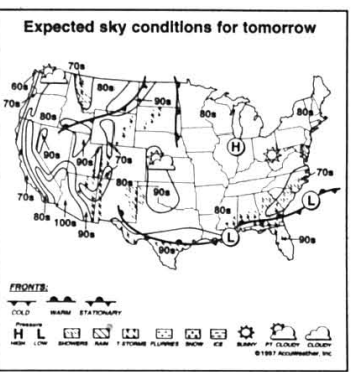 Expected sky conditions for tomorrow
70s
60s
80s
70s
80s
90s
80s
80s
90s
90s
70s
H
80s
90s
70s
80s
70s
80s
100s
90s
90s
L
L
90s
FRONTS:
COLD WARM STATIONARY
Pressure
H L
HIGH LOW SHOWERS RAIN T-STORMS FLURRIES SNOW ICE SUNNY PT. CLOUDY CLOUDY
©1997 AccuWeather, Inc